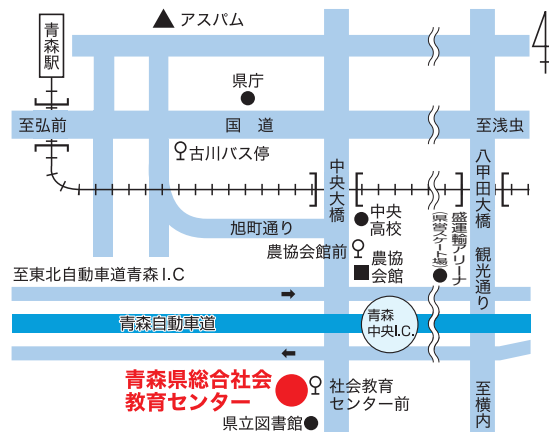 アスパム
青森駅
県庁
至弘前
国道
至浅虫
古川バス停
中央大橋
八甲田大橋
観光通り
旭町通り
中央
高校
盛運輸アリーナ
(県営スケート場)
農協会館前
農協
会館
至東北自動車道青森I.C
青森自動車道
青森
中央I.C.
青森県総合社会
教育センター
社会教育
センター前
県立図書館
至横内